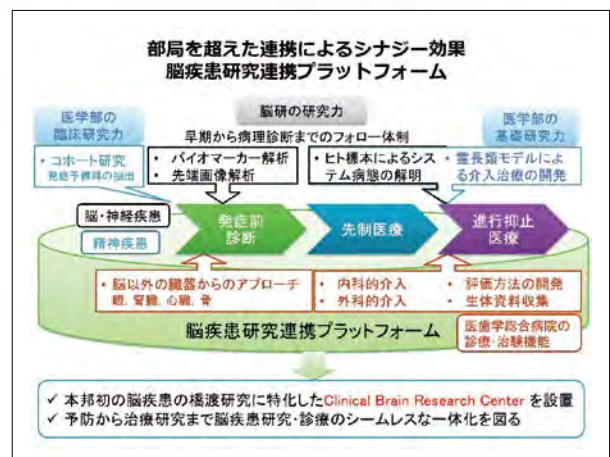 部局を超えた連携によるシナジー効果
脳疾患研究連携プラットフォーム
医学部の
臨床研究力
脳研の研究力
医学部の
基礎研究力
早期から病理診断までのフォロー体制
• コホート研究
発症予備群の抽出
• バイオマーカー解析
• 先端画像解析
• ヒト標本によるシス
テム病態の解明
• 霊長類モデルによ
る介入治療の開発
脳・神経疾患
精神疾患
発症前
診断
先制医療
進行抑止
医療
• 脳以外の臓器からのアプローチ
眼, 腎臓, 心臓, 骨
• 内科的介入
• 外科的介入
• 評価方法の開発
• 生体資料収集
脳疾患研究連携プラットフォーム
医歯学総合病院の
診療・治験機能
✓ 本邦初の脳疾患の橋渡研究に特化したClinical Brain Research Center を設置
✓ 予防から治療研究まで脳疾患研究・診療のシームレスな一体化を図る